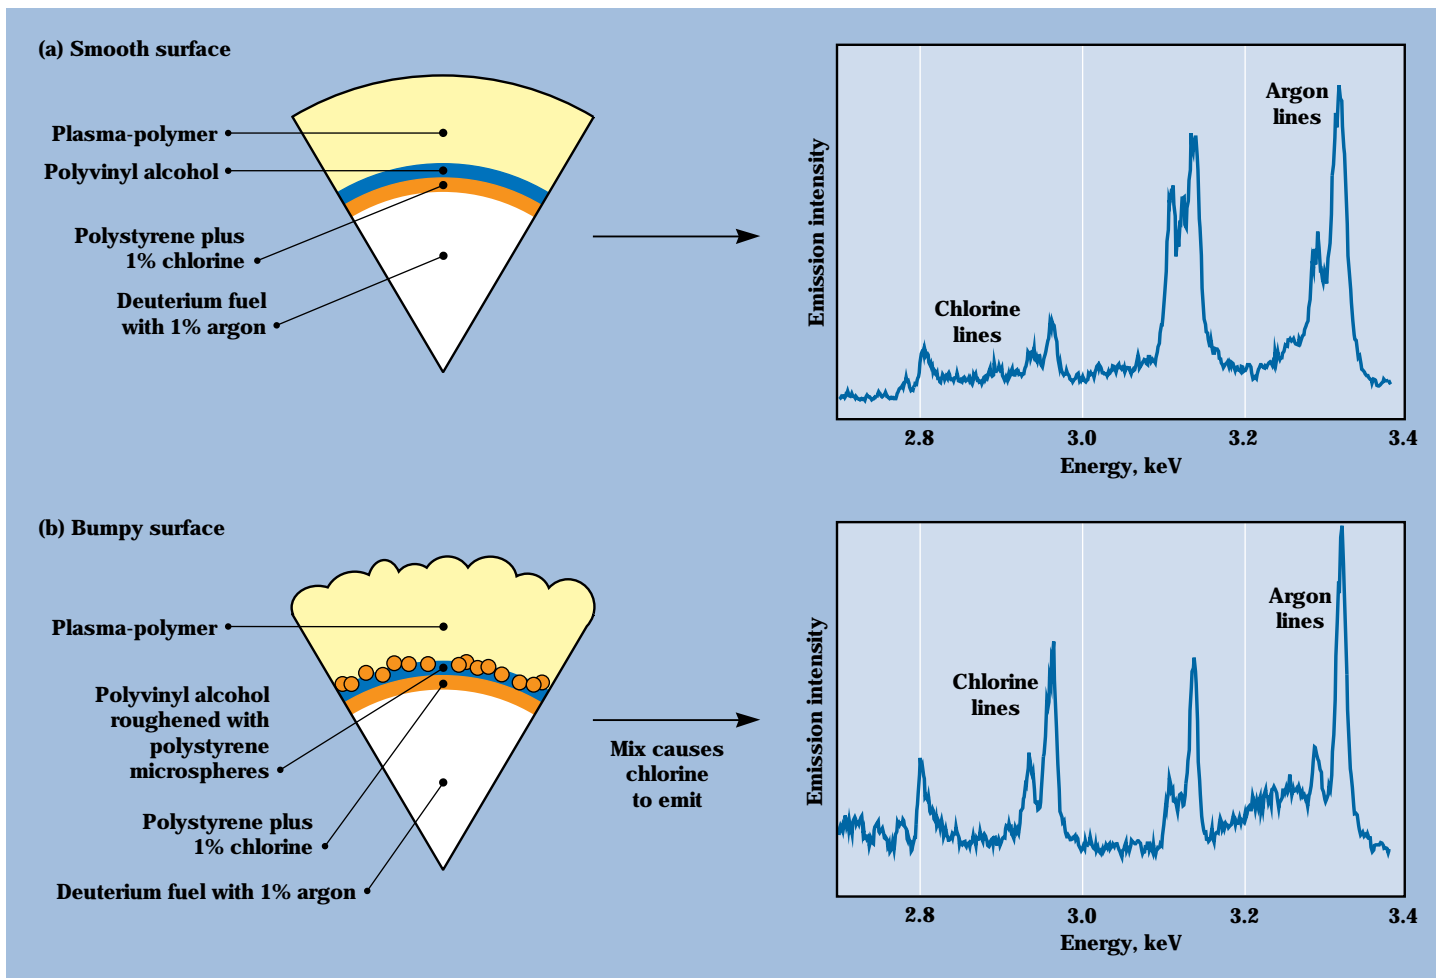 (a) Smooth surface
Plasma-polymer
Polyvinyl alcohol
Polystyrene plus
1% chlorine
Deuterium fuel
with 1% argon
Emission intensity
Chlorine
lines
Argon
lines
2.8
3.0
3.2
3.4
Energy, keV
(b) Bumpy surface
Plasma-polymer
Polyvinyl alcohol
roughened with
polystyrene
microspheres
Polystyrene plus
1% chlorine
Deuterium fuel with 1% argon
Mix causes
chlorine
to emit
Emission intensity
Chlorine
lines
Argon
lines
2.8
3.0
3.2
3.4
Energy, keV